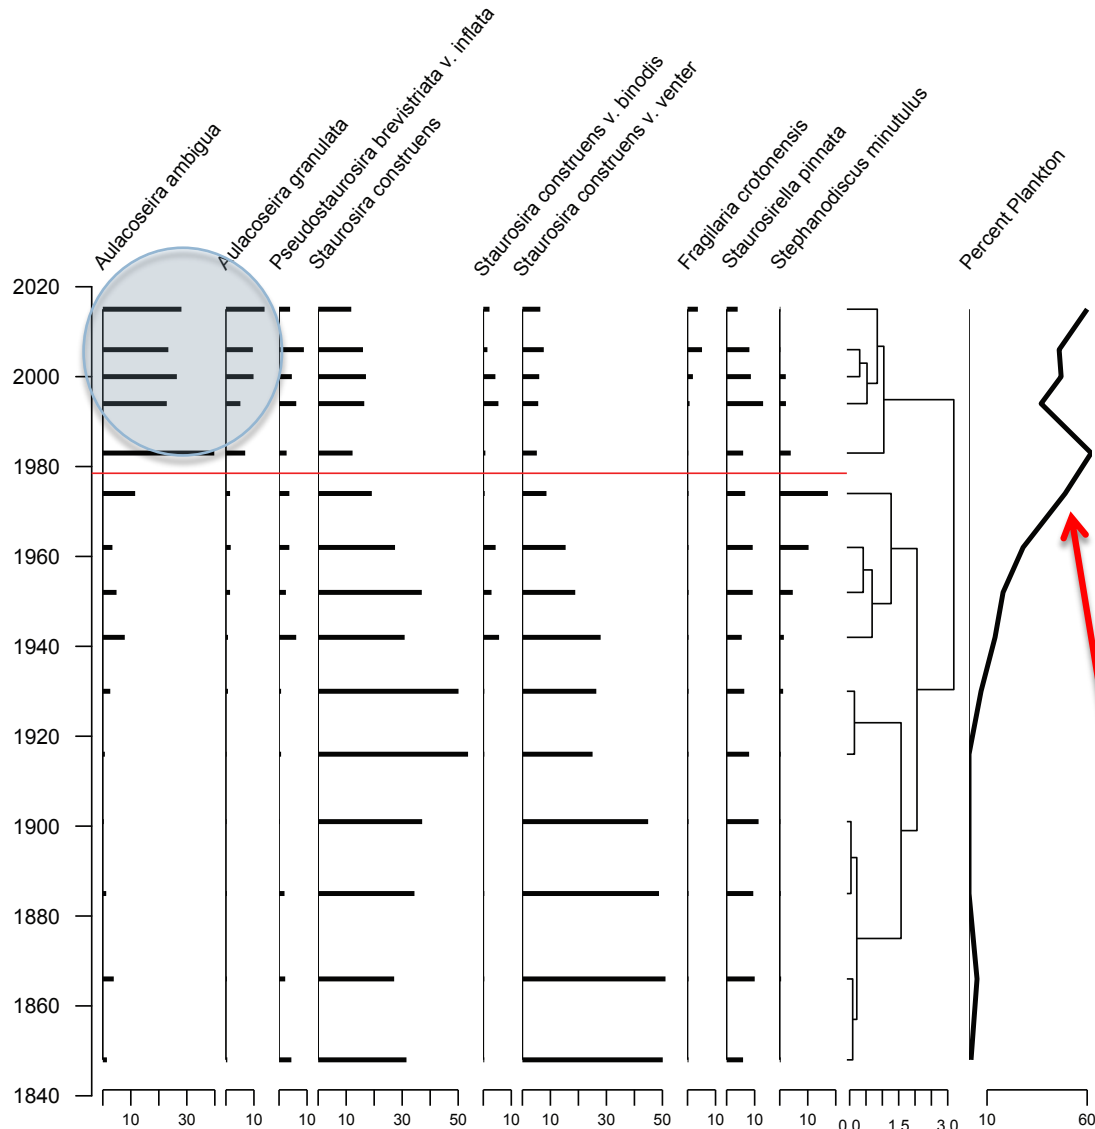 Aulacoseira ambigua
Aulacoseira granulata
Pseudostaurosira brevistriata v. inflata
Staurosira construens
Staurosira construens v. binodis
Staurosira construens v. venter
Fragilaria crotonensis
Staurosirella pinnata
Stephanodiscus minutulus
Percent Plankton
2020
2000
1980
1960
1940
1920
1900
1880
1860
1840
10 30 10 10 10 30 50 10 10 30 50 10 10 10 0.0 1.5 3.0 10 60